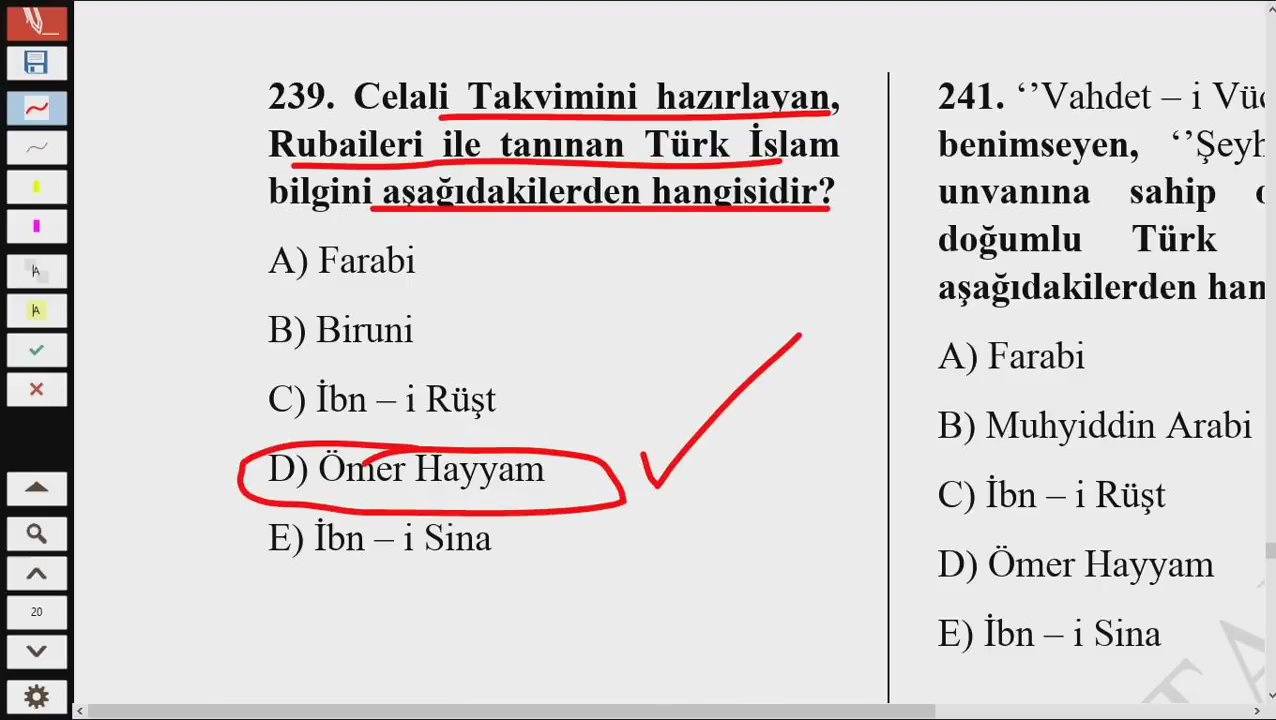 239. Celali Takvimini hazırlayan,
Rubaileri ile tanınan Türk İslam
bilgini aşağıdakilerden hangisidir?
A) Farabi
B) Biruni
C) İbn – i Rüşt
D) Ömer Hayyam
E) İbn – i Sina
241. ‘’Vahdet – i Vüc
benimseyen, ‘’Şeyh
unvanına sahip o
doğumlu Türk
aşağıdakilerden han
A) Farabi
B) Muhyiddin Arabi
C) İbn – i Rüşt
D) Ömer Hayyam
E) İbn – i Sina
20